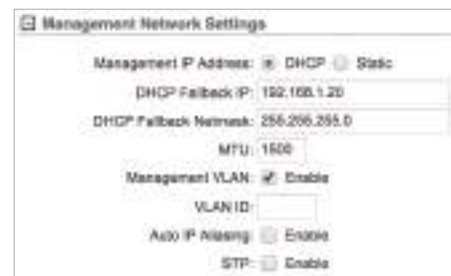 Management Network Settings
Management IP Address: DHCP Static
DHCP Fallback IP: 192.168.1.20
DHCP Fallback Netmask: 255.255.255.0
MTU: 1500
Management VLAN: Enable
VLAN ID:
Auto IP Aliasing: Enable
STP: Enable